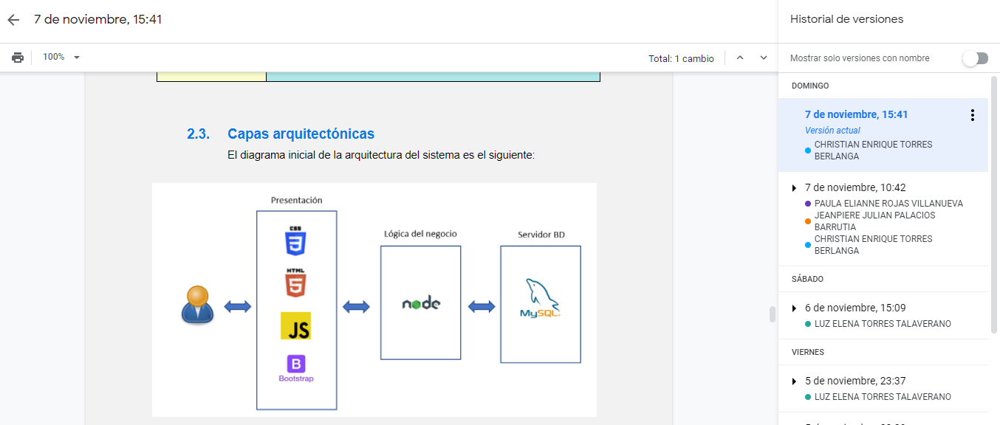 7 de noviembre, 15:41
Historial de versiones
100%
Total: 1 cambio
Mostrar solo versiones con nombre
2.3. Capas arquitectónicas
El diagrama inicial de la arquitectura del sistema es el siguiente:
Presentación
CSS
3
HTML
5
JS
B
Bootstrap
Lógica del negocio
node
Servidor BD
MySQL
DOMINGO
7 de noviembre, 15:41
Versión actual
CHRISTIAN ENRIQUE TORRES
BERLANGA
7 de noviembre, 10:42
PAULA ELIANNE ROJAS VILLANUEVA
JEANPIERE JULIAN PALACIOS
BARRUTIA
CHRISTIAN ENRIQUE TORRES
BERLANGA
SÁBADO
6 de noviembre, 15:09
LUZ ELENA TORRES TALAVERANO
VIERNES
5 de noviembre, 23:37
LUZ ELENA TORRES TALAVERANO